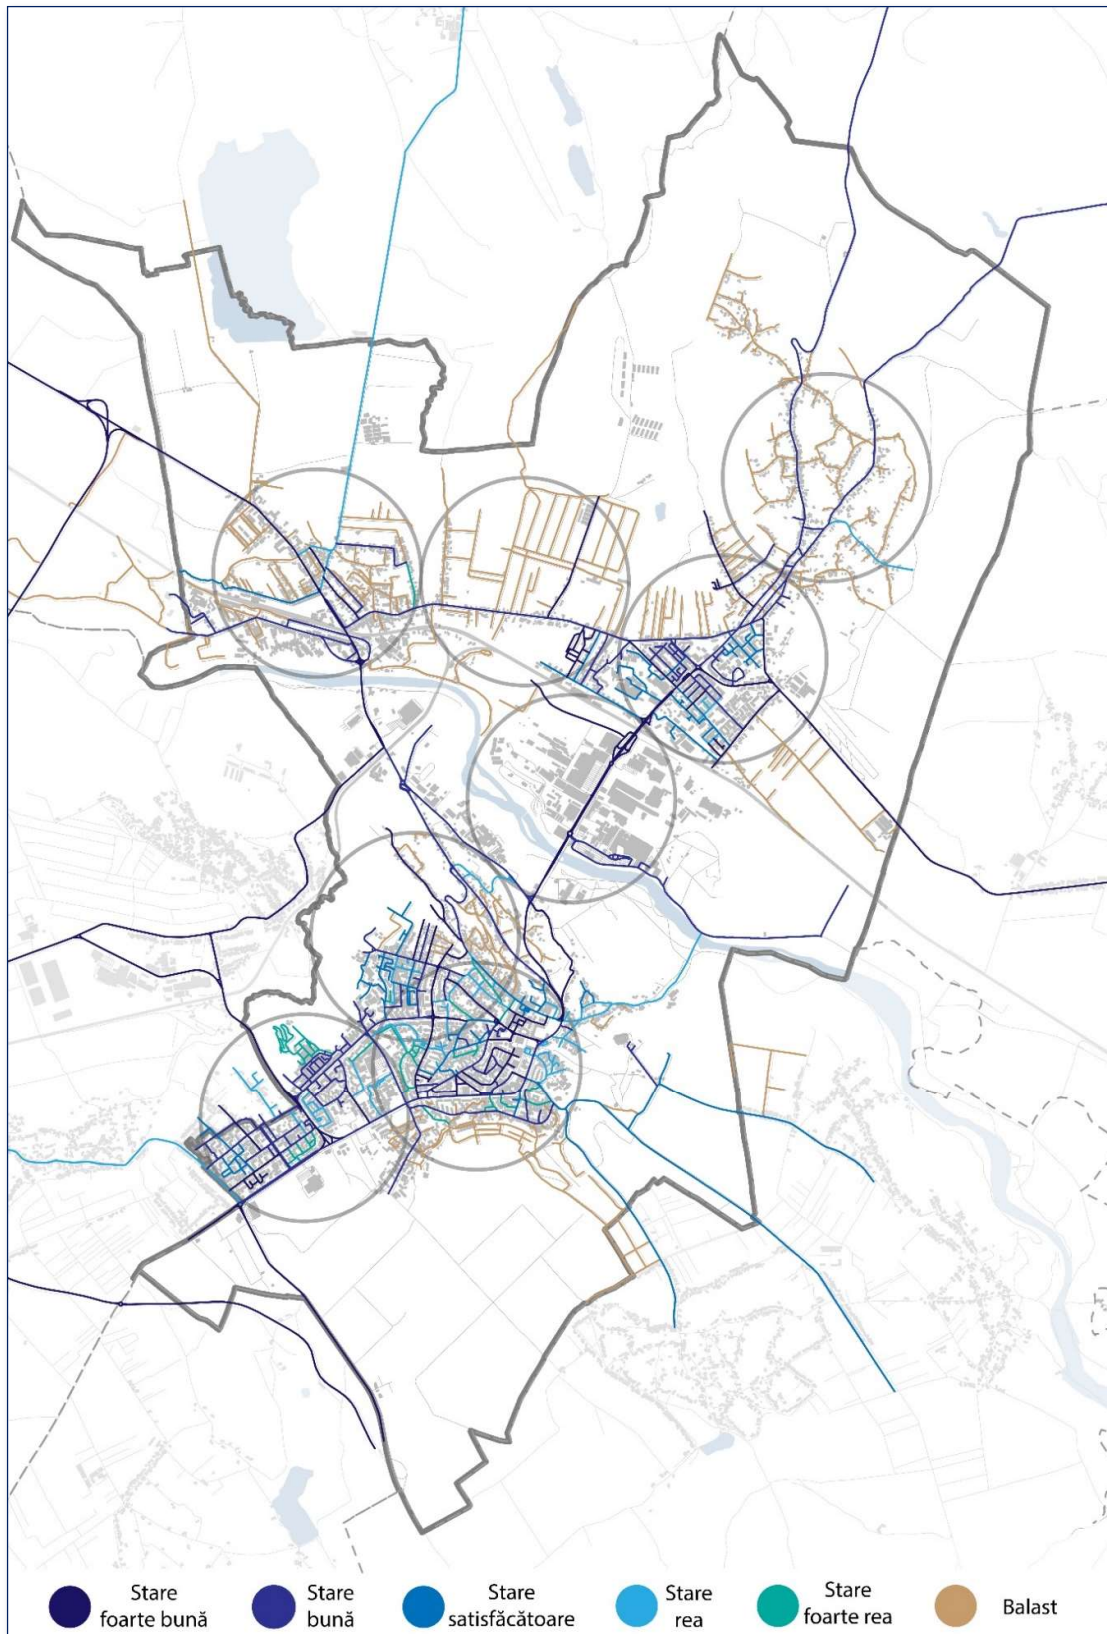 Stare
foarte bună
Stare
bună
Stare
satisfăcătoare
Stare
rea
Stare
foarte rea
Balast